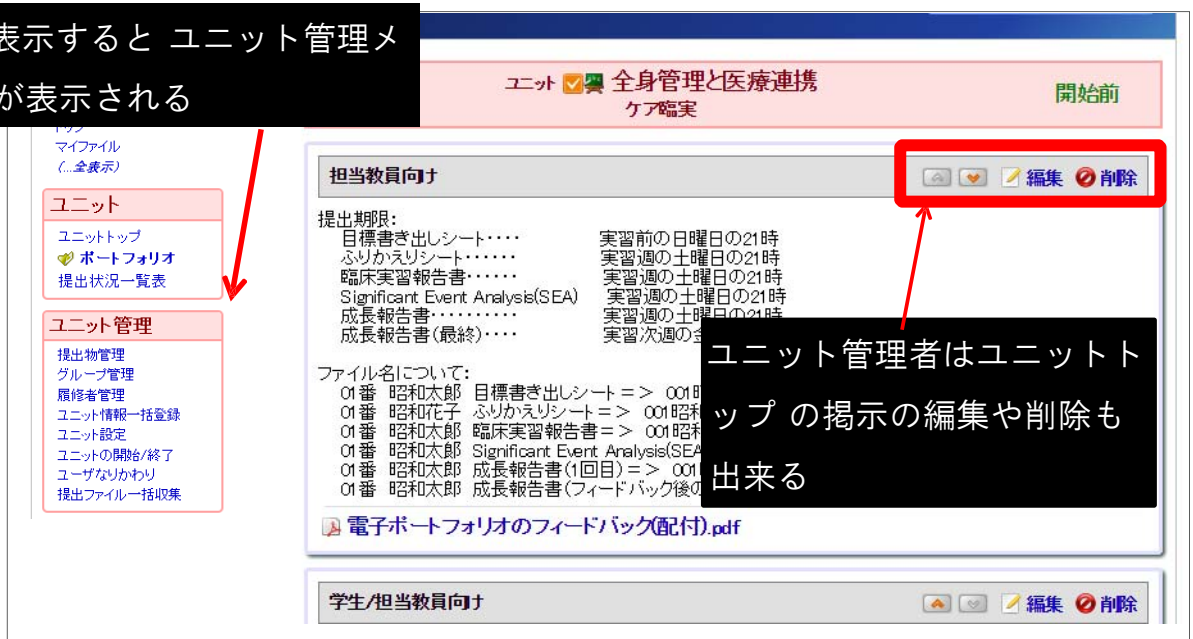 表示すると ユニット管理メ
が表示される
ユニット 全身管理と医療連携
ケア臨実
開始前
トップ
マイファイル
(...全表示)
ユニット
ユニットトップ
ポートフォリオ
提出状況一覧表
ユニット管理
提出物管理
グループ管理
履修者管理
ユニット情報一括登録
ユニット設定
ユニットの開始/終了
ユーザなりかわり
提出ファイル一括収集
担当教員向け 編集 削除
提出期限:
目標書き出しシート・・・・ 実習前の日曜日の21時
ふりかえりシート・・・・・・ 実習週の土曜日の21時
臨床実習報告書・・・・・・ 実習週の土曜日の21時
Significant Event Analysis(SEA) 実習週の土曜日の21時
成長報告書・・・・・・・・・・ 実習週の土曜日の21時
成長報告書(最終)・・・・ 実習次週の金
ファイル名について:
01番 昭和太郎 目標書き出しシート=> 001昭
01番 昭和花子 ふりかえりシート=> 001昭和
01番 昭和太郎 臨床実習報告書=> 001昭和
01番 昭和太郎 Significant Event Analysis(SEA
01番 昭和太郎 成長報告書(1回目)=> 001
01番 昭和太郎 成長報告書(フィードバック後の
電子ポートフォリオのフィードバック(配付).pdf
ユニット管理者はユニットト
ップ の掲示の編集や削除も
出来る
学生/担当教員向け 編集 削除